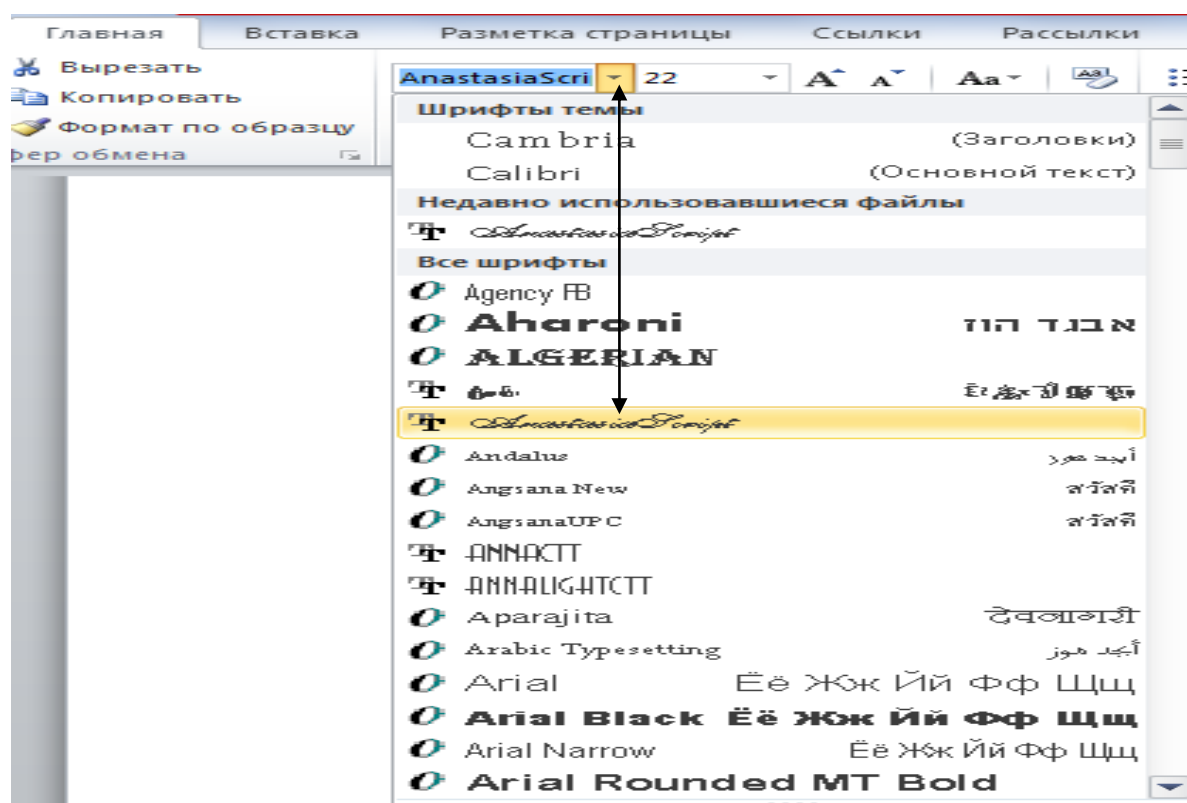 Главная Вставка Разметка страницы Ссылки Рассылки
Вырезать
Копировать
Формат по образцу
фер обмена
AnastasiaScri 22 A A Aa
Шрифты темы
Cambria (Заголовки)
Calibri (Основной текст)
Недавно использовавшиеся файлы
AnastasiaScript
Все шрифты
Agency FB
Aharoni אבגד הוז
ALGERIAN
AnastasiaScript
Andalus أبجد هوز
Angsana New สวัสดี
AngsanaUPC สวัสดี
ANNACTT
ANNALIGHTCTT
Aparajita देवनागरी
Arabic Typesetting أبجد هوز
Arial Ёё Жж Йй Фф Щщ
Arial Black Ёё Жж Йй Фф Щщ
Arial Narrow Ёё Жж Йй Фф Щщ
Arial Rounded MT Bold